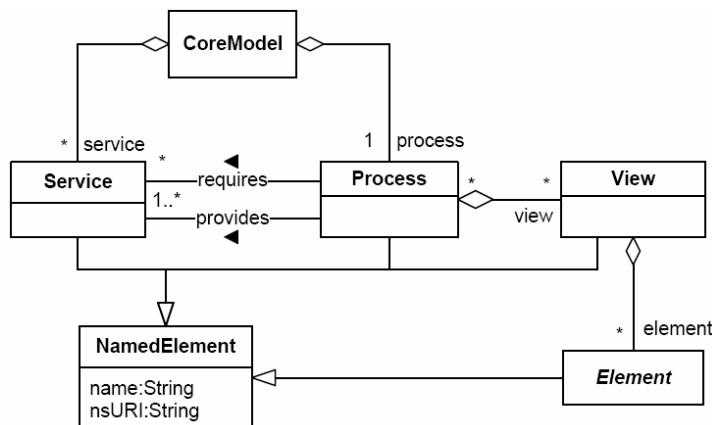 CoreModel
* service
1 process
Service
* requires
1..* provides
Process
* *
view
View
* element
NamedElement
name:String
nsURI:String
Element